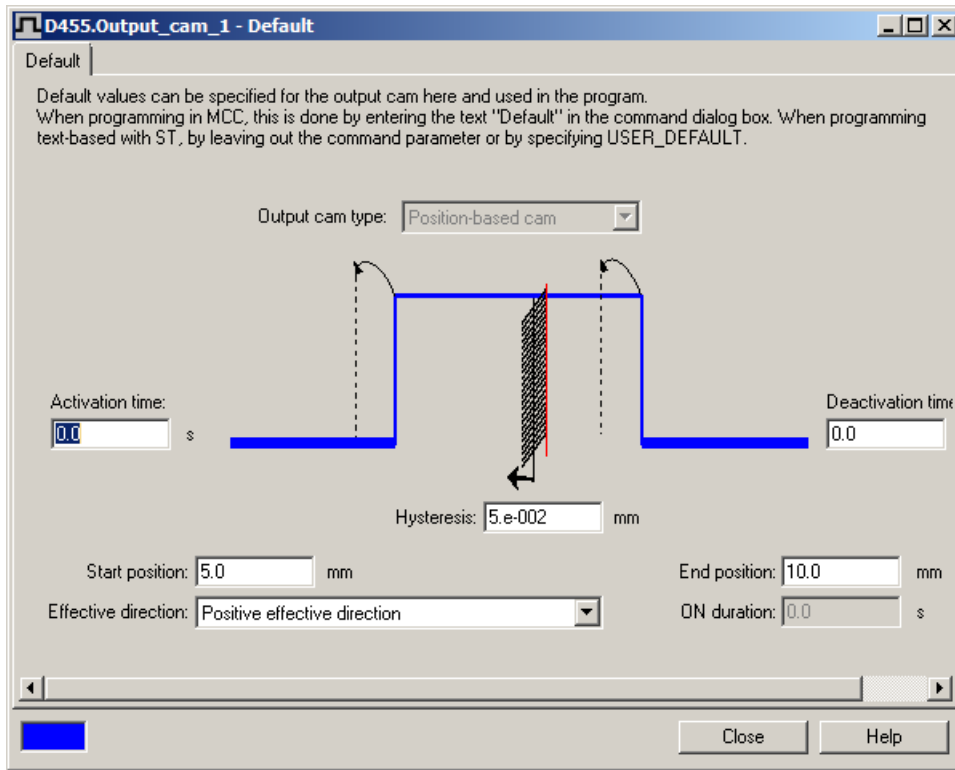 D455.Output_cam_1 - Default
Default
Default values can be specified for the output cam here and used in the program.
When programming in MCC, this is done by entering the text "Default" in the command dialog box. When programming
text-based with ST, by leaving out the command parameter or by specifying USER_DEFAULT.
Output cam type: Position-based cam
Activation time:
0.0 s
Deactivation time
0.0
Hysteresis: 5.e-002 mm
Start position: 5.0 mm
End position: 10.0 mm
Effective direction: Positive effective direction
ON duration: 0.0 s
Close
Help